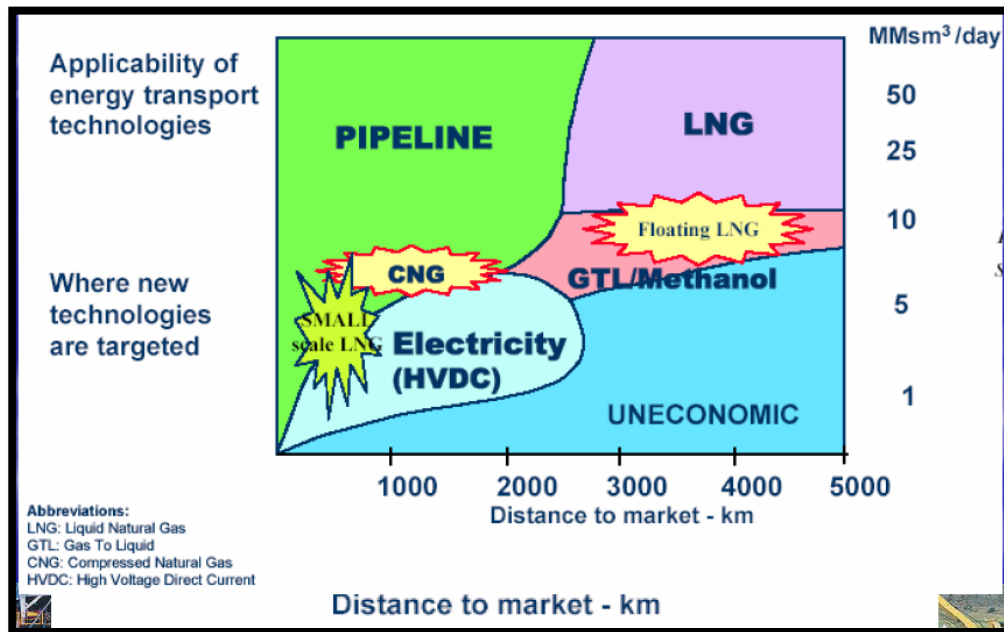 MMsm³/day
Applicability of
energy transport
technologies
PIPELINE
LNG
50
25
10
Floating LNG
CNG
GTL/Methanol
Where new
technologies
are targeted
5
SMALL
scale LNG
Electricity
(HVDC)
1
UNECONOMIC
1000 2000 3000 4000 5000
Distance to market - km
Abbreviations:
LNG: Liquid Natural Gas
GTL: Gas To Liquid
CNG: Compressed Natural Gas
HVDC: High Voltage Direct Current
Distance to market - km